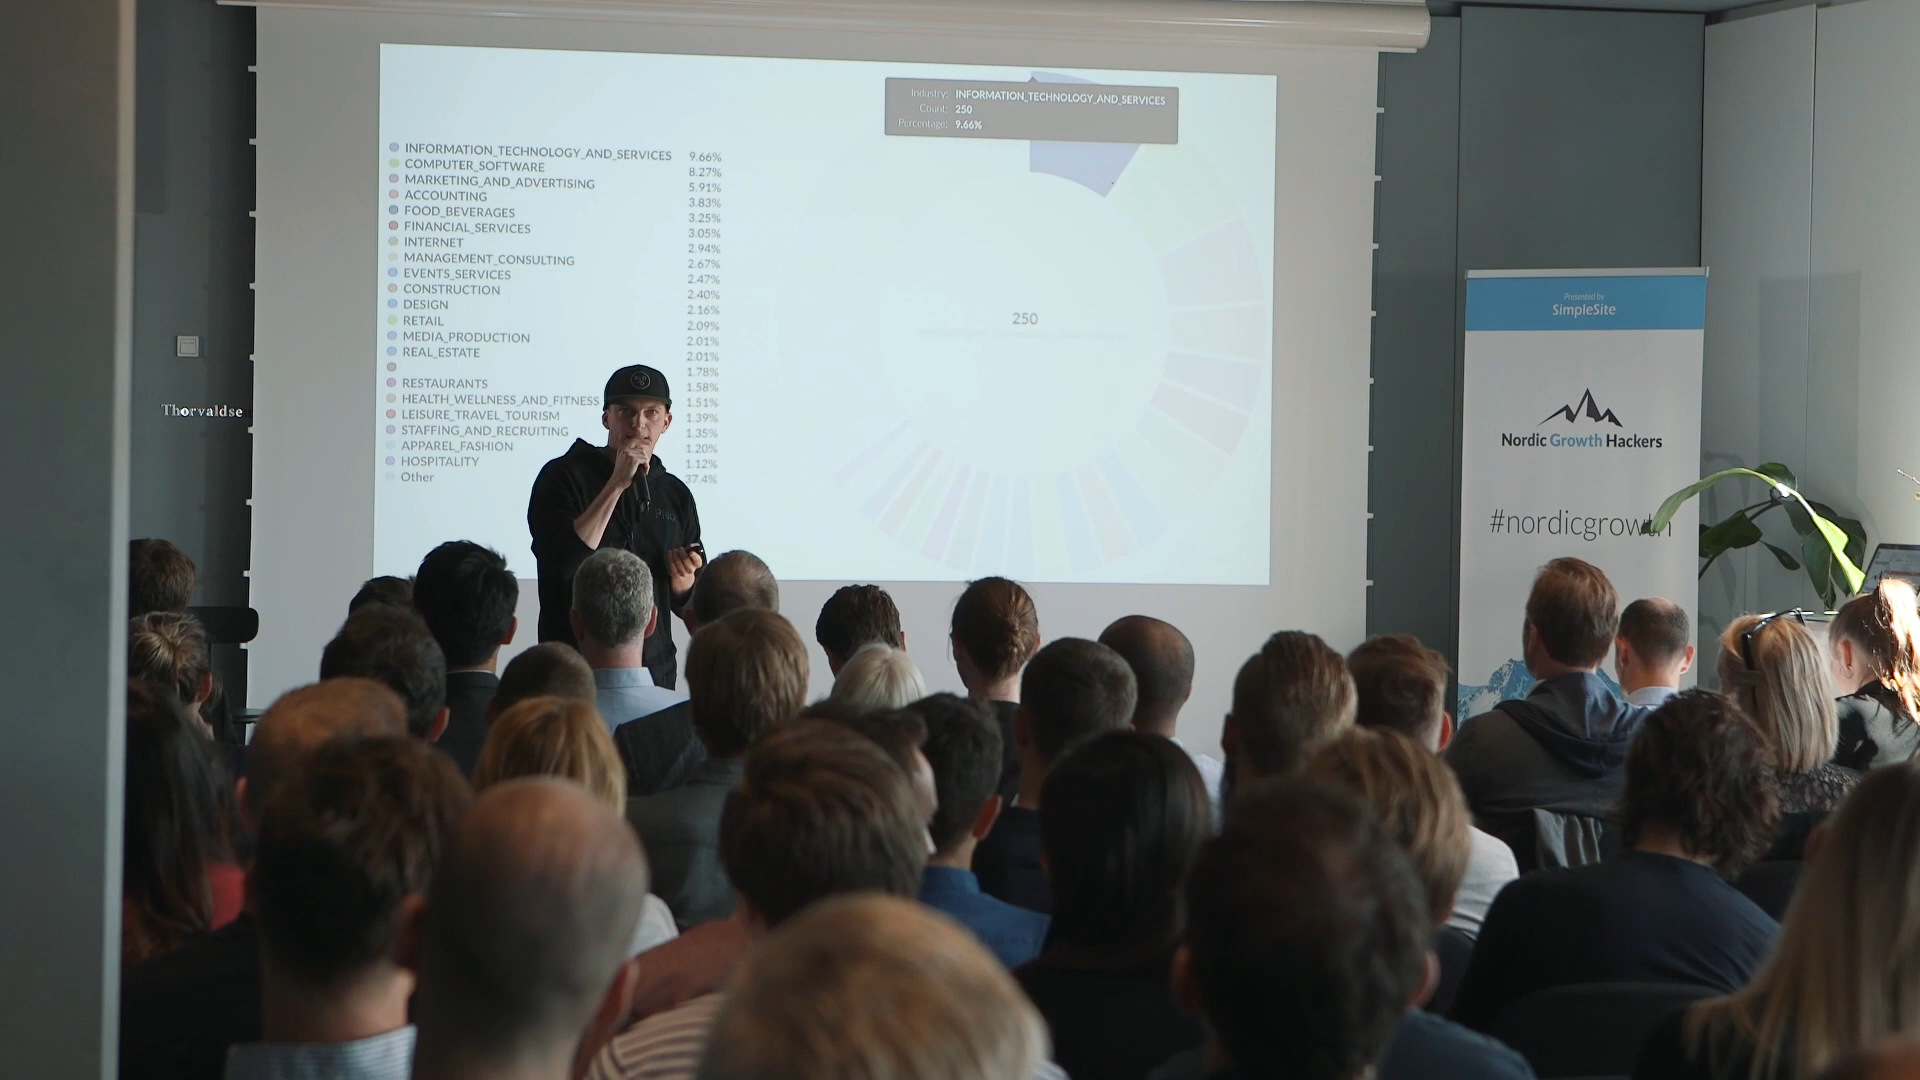 Industry: INFORMATION_TECHNOLOGY_AND_SERVICES
Count: 250
Percentage: 9.66%
INFORMATION_TECHNOLOGY_AND_SERVICES 9.66%
COMPUTER_SOFTWARE 8.27%
MARKETING_AND_ADVERTISING 5.91%
ACCOUNTING 3.83%
FOOD_BEVERAGES 3.25%
FINANCIAL_SERVICES 3.05%
INTERNET 2.94%
MANAGEMENT_CONSULTING 2.67%
EVENTS_SERVICES 2.47%
CONSTRUCTION 2.40%
DESIGN 2.16%
RETAIL 2.09%
MEDIA_PRODUCTION 2.01%
REAL_ESTATE 2.01%
1.78%
RESTAURANTS 1.58%
HEALTH_WELLNESS_AND_FITNESS 1.51%
LEISURE_TRAVEL_TOURISM 1.39%
STAFFING_AND_RECRUITING 1.35%
APPAREL_FASHION 1.20%
HOSPITALITY 1.12%
Other 37.4%
250
Thorvaldse
Presented by
SimpleSite
Nordic Growth Hackers
#nordicgrowth